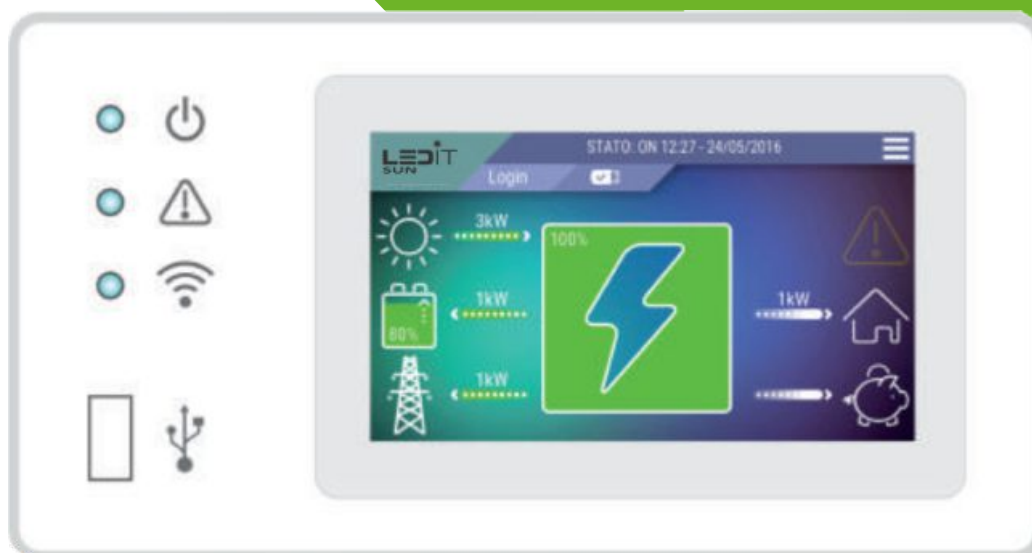 LEDiT
SUN
STATO: ON 12:27 - 24/05/2016
Login
3kW
100%
1kW
80%
1kW
1kW